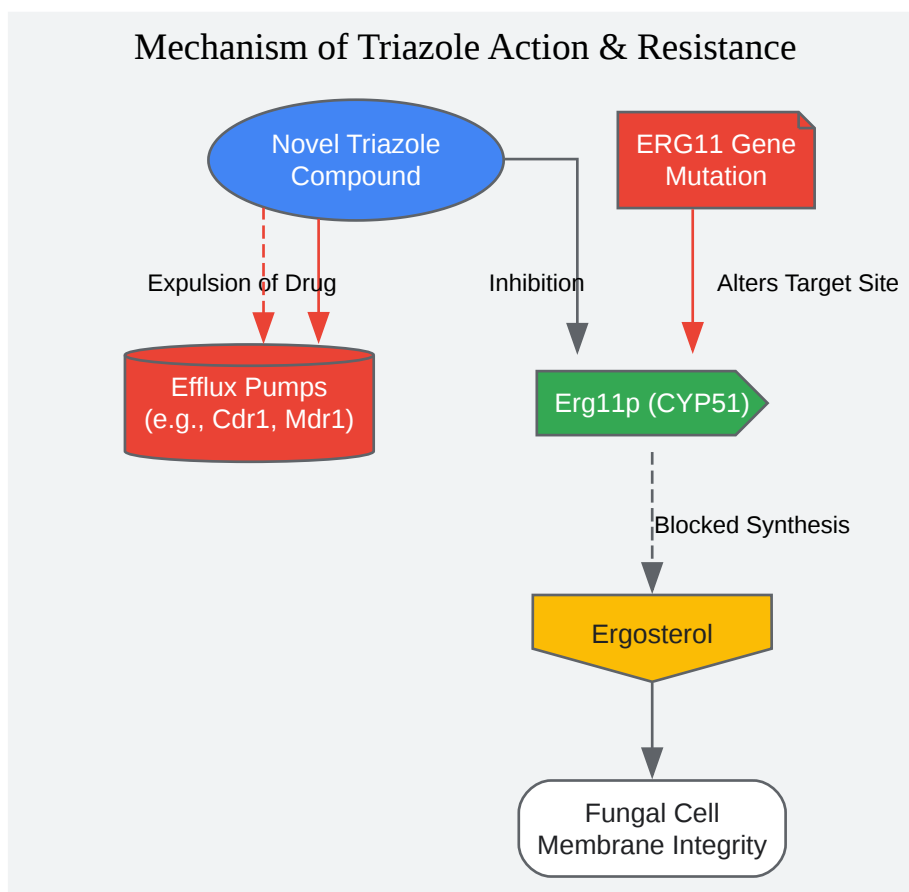 Mechanism of Triazole Action & Resistance
Novel Triazole
Compound
ERG11 Gene
Mutation
Expulsion of Drug
Inhibition
Alters Target Site
Efflux Pumps
(e.g., Cdr1, Mdr1)
Erg11p (CYP51)
Blocked Synthesis
Ergosterol
Fungal Cell
Membrane Integrity